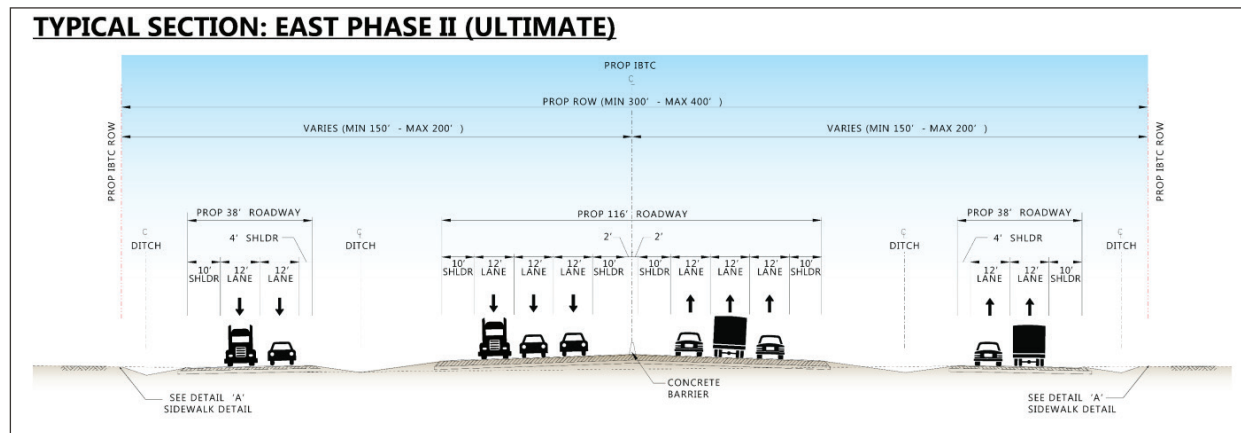 TYPICAL SECTION: EAST PHASE II (ULTIMATE)
PROP IBTC
℄
PROP ROW (MIN 300' - MAX 400' )
VARIES (MIN 150' - MAX 200' )
VARIES (MIN 150' - MAX 200' )
PROP IBTC ROW
PROP IBTC ROW
PROP 38' ROADWAY
PROP 116' ROADWAY
PROP 38' ROADWAY
℄
DITCH
4' SHLDR
℄
DITCH
2'
2'
℄
DITCH
4' SHLDR
℄
DITCH
10'
SHLDR
12'
LANE
12'
LANE
10'
SHLDR
12'
LANE
12'
LANE
12'
LANE
10'
SHLDR
10'
SHLDR
12'
LANE
12'
LANE
12'
LANE
10'
SHLDR
12'
LANE
12'
LANE
10'
SHLDR
SEE DETAIL 'A'
SIDEWALK DETAIL
CONCRETE
BARRIER
SEE DETAIL 'A'
SIDEWALK DETAIL